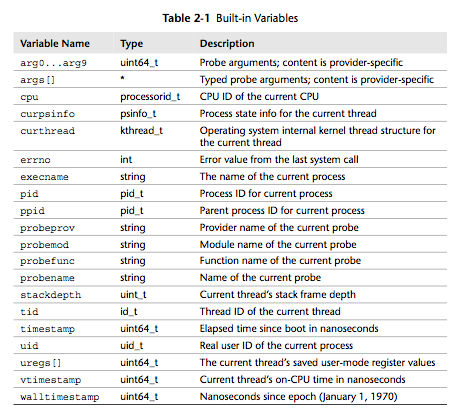 Table 2-1 Built-in Variables
Variable Name Type Description
arg0...arg9 uint64_t Probe arguments; content is provider-specific
args[] * Typed probe arguments; content is provider-specific
cpu processorid_t CPU ID of the current CPU
curpsinfo psinfo_t Process state info for the current thread
curthread kthread_t Operating system internal kernel thread structure for
the current thread
errno int Error value from the last system call
execname string The name of the current process
pid pid_t Process ID for current process
ppid pid_t Parent process ID for current process
probeprov string Provider name of the current probe
probemod string Module name of the current probe
probefunc string Function name of the current probe
probename string Name of the current probe
stackdepth uint_t Current thread's stack frame depth
tid id_t Thread ID of the current thread
timestamp uint64_t Elapsed time since boot in nanoseconds
uid uid_t Real user ID of the current process
uregs[] uint64_t The current thread's saved user-mode register values
vtimestamp uint64_t Current thread's on-CPU time in nanoseconds
walltimestamp uint64_t Nanoseconds since epoch (January 1, 1970)